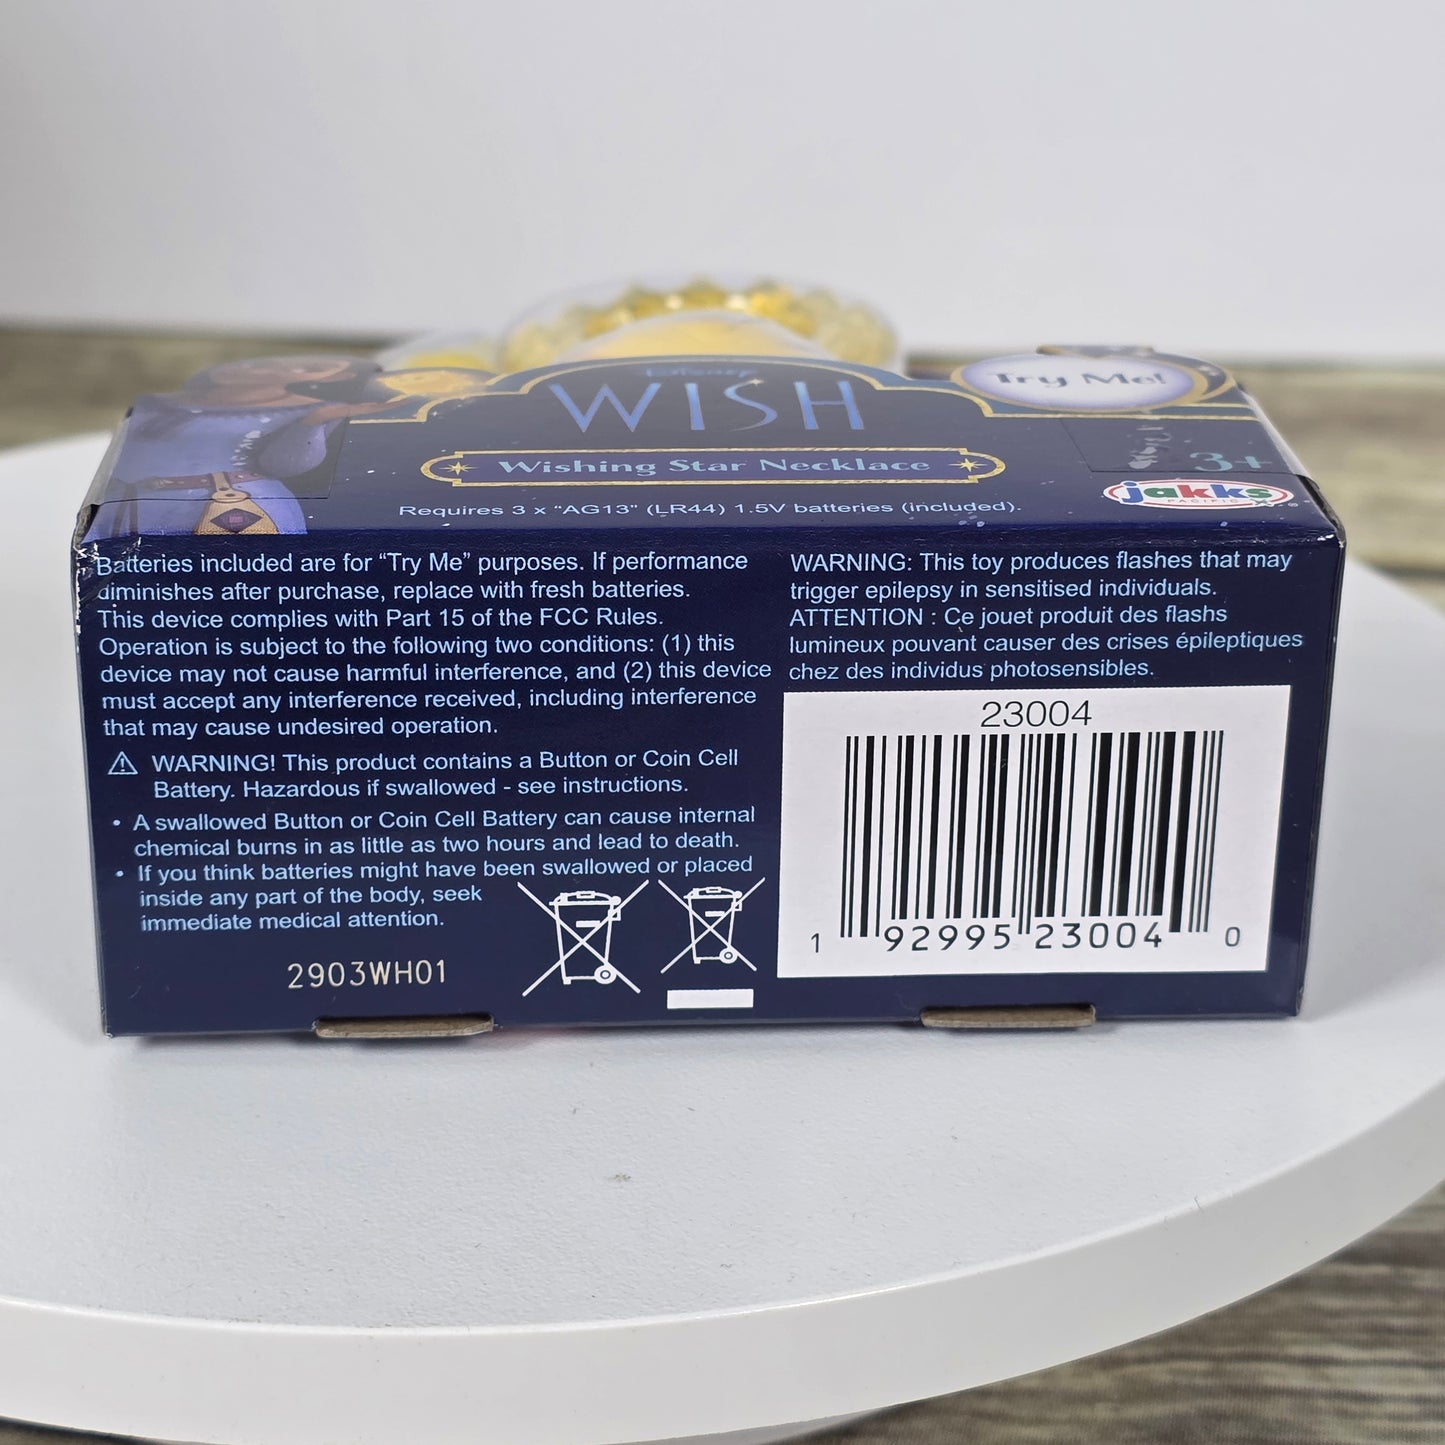 Disney
WISH
Try Me!
Wishing Star Necklace
3+
jakks
PACIFIC
®
Requires 3 x “AG13” (LR44) 1.5V batteries (included).
Batteries included are for “Try Me” purposes. If performance
diminishes after purchase, replace with fresh batteries.
This device complies with Part 15 of the FCC Rules.
Operation is subject to the following two conditions: (1) this
device may not cause harmful interference, and (2) this device
must accept any interference received, including interference
that may cause undesired operation.
WARNING! This product contains a Button or Coin Cell
Battery. Hazardous if swallowed - see instructions.
• A swallowed Button or Coin Cell Battery can cause internal
chemical burns in as little as two hours and lead to death.
• If you think batteries might have been swallowed or placed
inside any part of the body, seek
immediate medical attention.
2903WH01
WARNING: This toy produces flashes that may
trigger epilepsy in sensitised individuals.
ATTENTION : Ce jouet produit des flashs
lumineux pouvant causer des crises épileptiques
chez des individus photosensibles.
23004
1 92995 23004 0